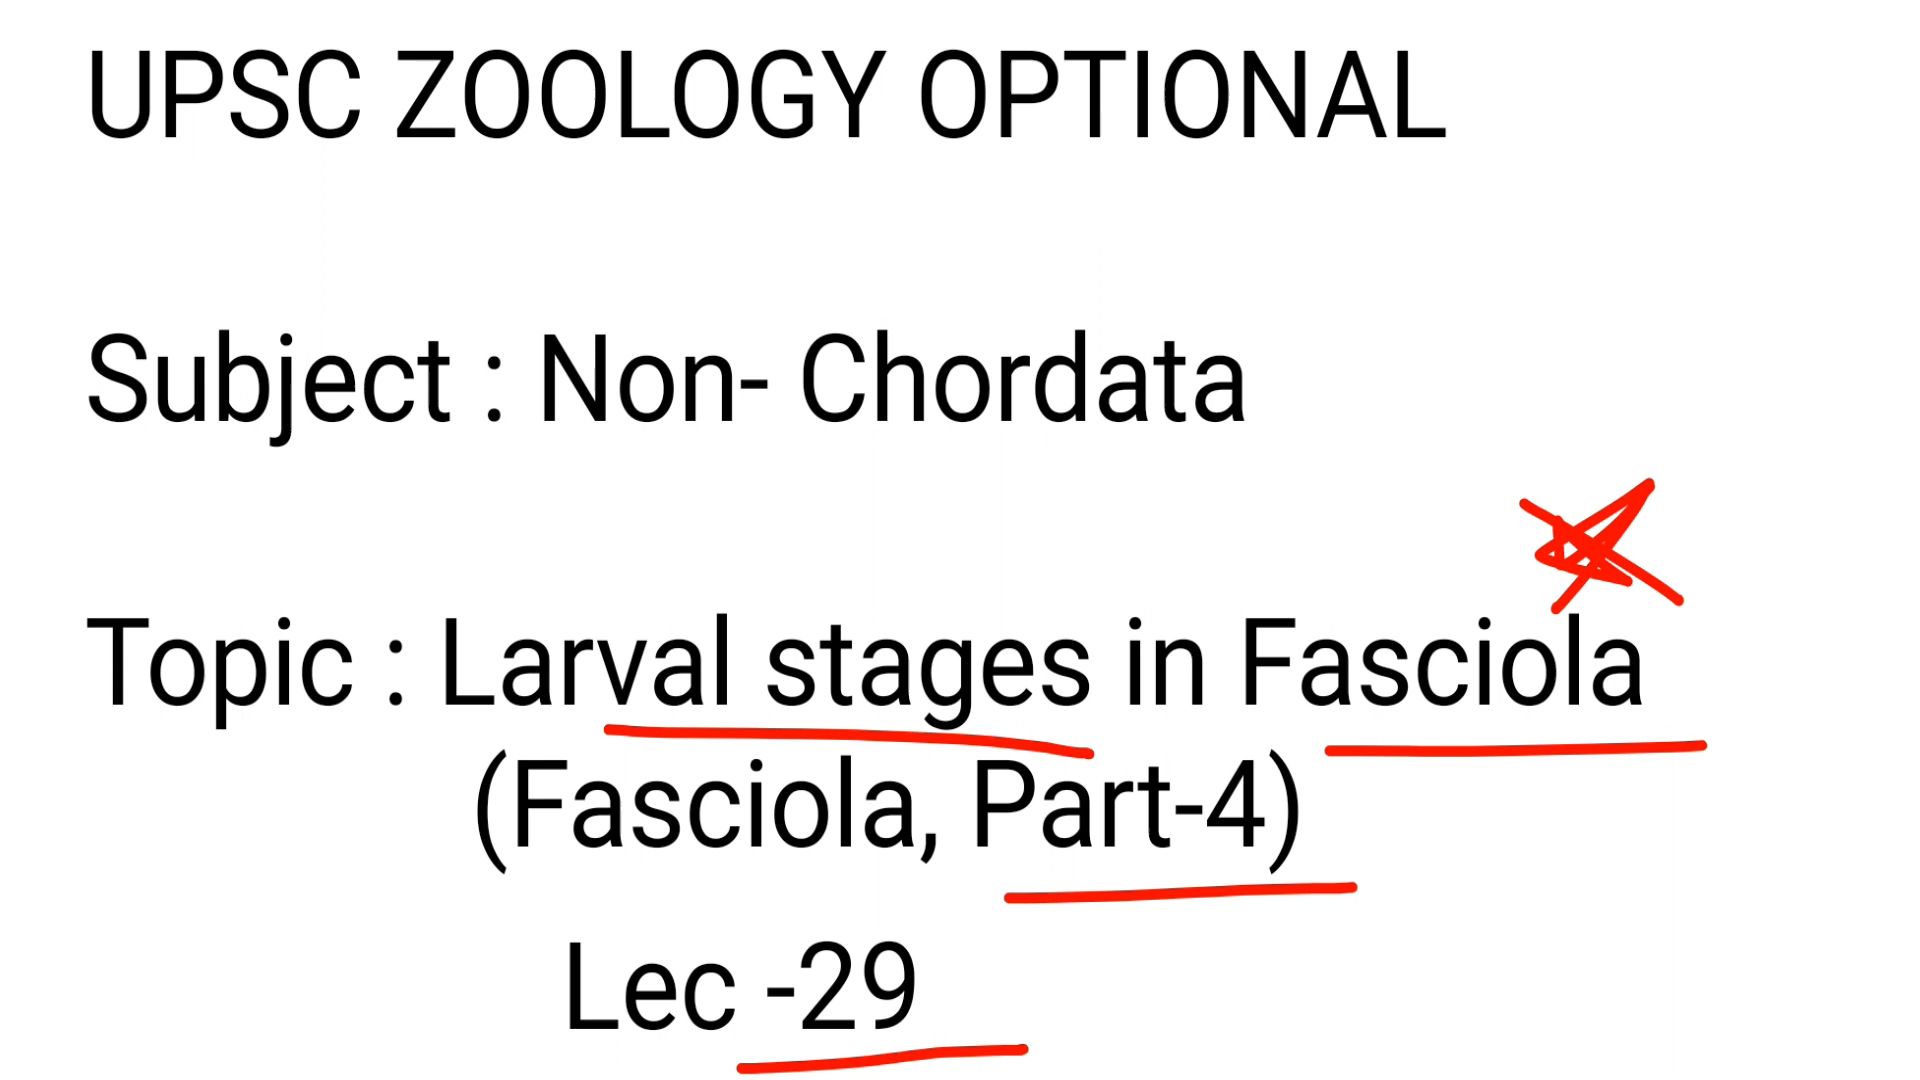 UPSC ZOOLOGY OPTIONAL
Subject : Non- Chordata
Topic : Larval stages in Fasciola
(Fasciola, Part-4)
Lec -29